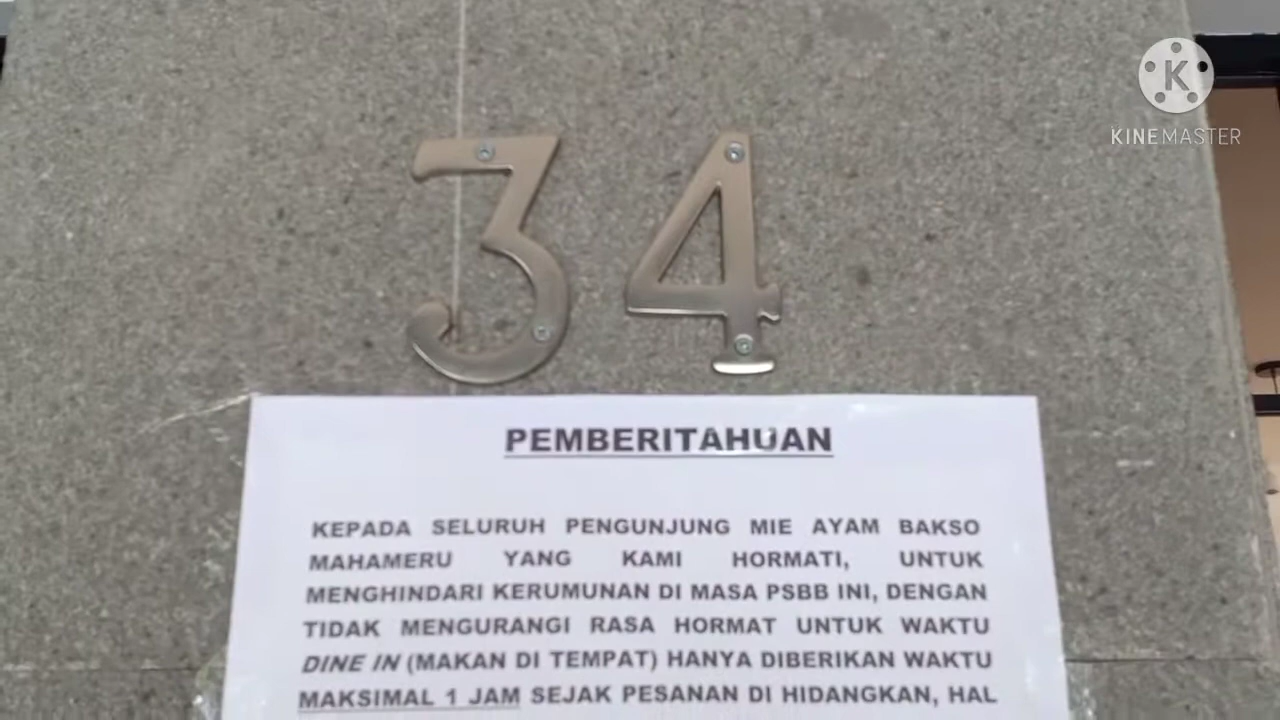 KINEMASTER
34
PEMBERITAHUAN
KEPADA SELURUH PENGUNJUNG MIE AYAM BAKSO
MAHAMERU YANG KAMI HORMATI, UNTUK
MENGHINDARI KERUMUNAN DI MASA PSBB INI, DENGAN
TIDAK MENGURANGI RASA HORMAT UNTUK WAKTU
DINE IN (MAKAN DI TEMPAT) HANYA DIBERIKAN WAKTU
MAKSIMAL 1 JAM SEJAK PESANAN DI HIDANGKAN, HAL